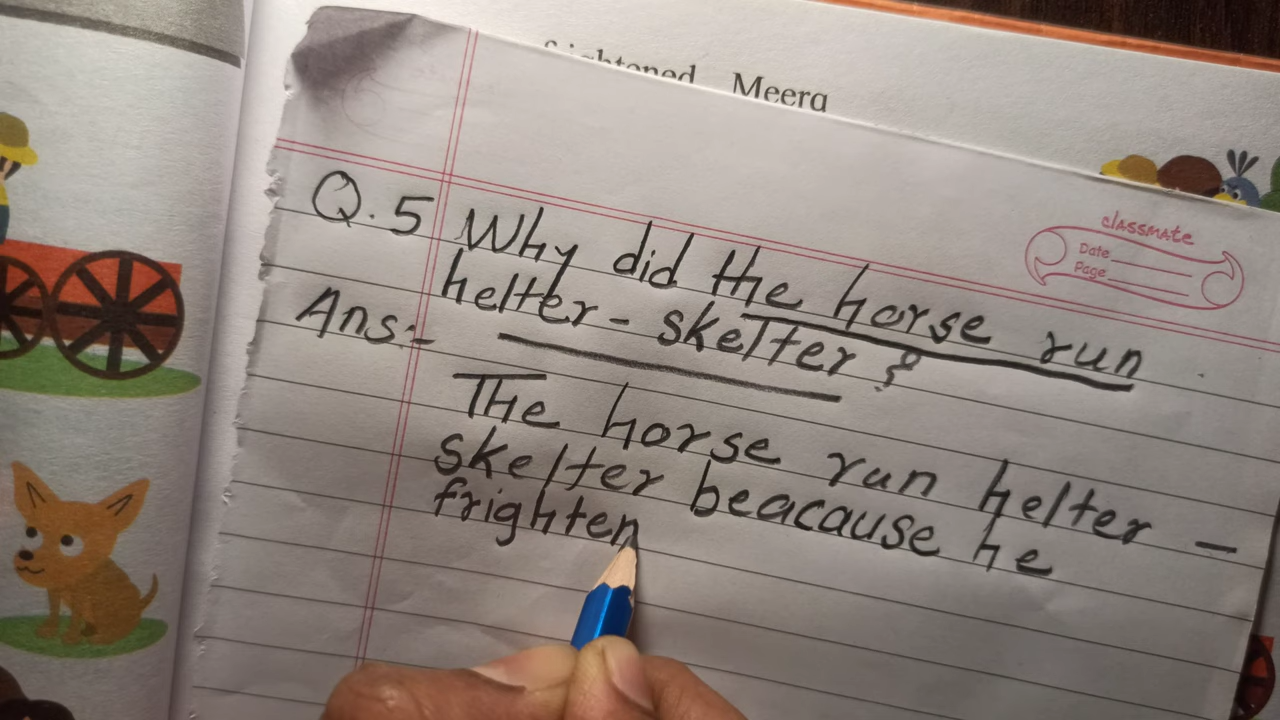 frightened Meera
classmate
Date
Page
Q.5 Why did the horse run
helter - skelter ?
Ans:-
The horse run helter -
skelter beacause he
frighten